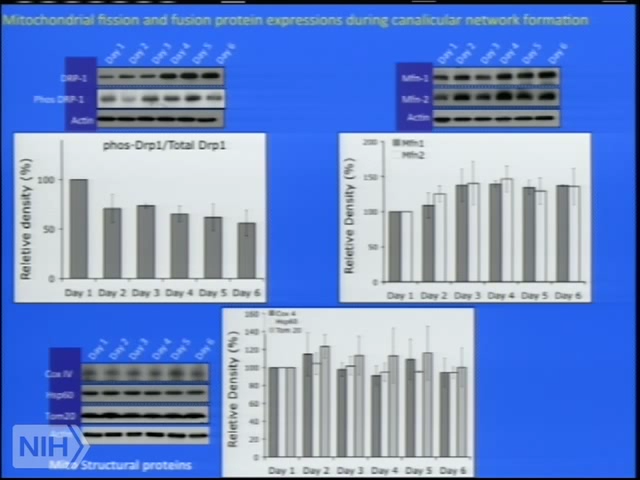 Mitochondrial fission and fusion protein expressions during canalicular network formation
Day 1 Day 2 Day 3 Day 4 Day 5 Day 6
DRP-1
Phos DRP-1
Actin
Day 1 Day 2 Day 3 Day 4 Day 5 Day 6
Mfn-1
Mfn-2
Actin
phos-Drp1/Total Drp1
Reletive density (%)
100
50
0
Day 1 Day 2 Day 3 Day 4 Day 5 Day 6
Mfn1
Mfn2
Reletive Density (%)
200
150
100
50
0
Day 1 Day 2 Day 3 Day 4 Day 5 Day 6
Day 1 Day 2 Day 3 Day 4 Day 5 Day 6
Cox IV
Hsp60
Tom20
Actin
NIH
Mito Structural proteins
Cox 4
Hsp60
Tom 20
Reletive Density (%)
160
140
120
100
80
60
40
20
0
Day 1 Day 2 Day 3 Day 4 Day 5 Day 6